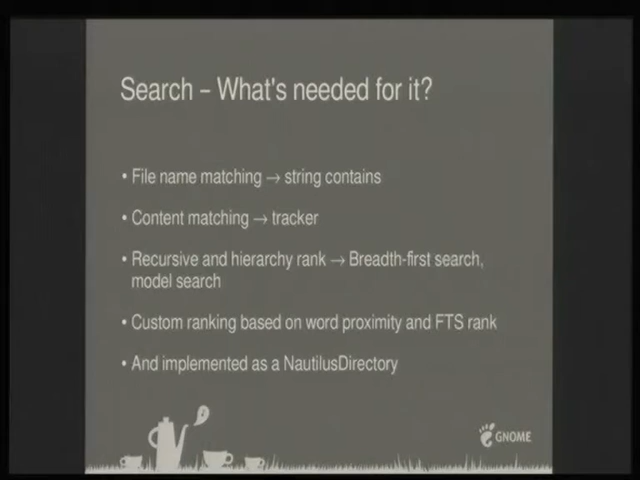 Search – What's needed for it?
• File name matching → string contains
• Content matching → tracker
• Recursive and hierarchy rank → Breadth-first search,
model search
• Custom ranking based on word proximity and FTS rank
• And implemented as a NautilusDirectory
GNOME